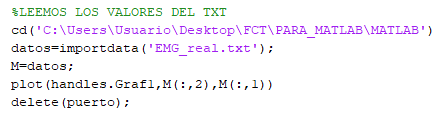 %LEEMOS LOS VALORES DEL TXT
cd('C:\Users\Usuario\Desktop\FCT\PARA_MATLAB\MATLAB')
datos=importdata('EMG_real.txt');
M=datos;
plot(handles.Graf1,M(:,2),M(:,1))
delete(puerto);